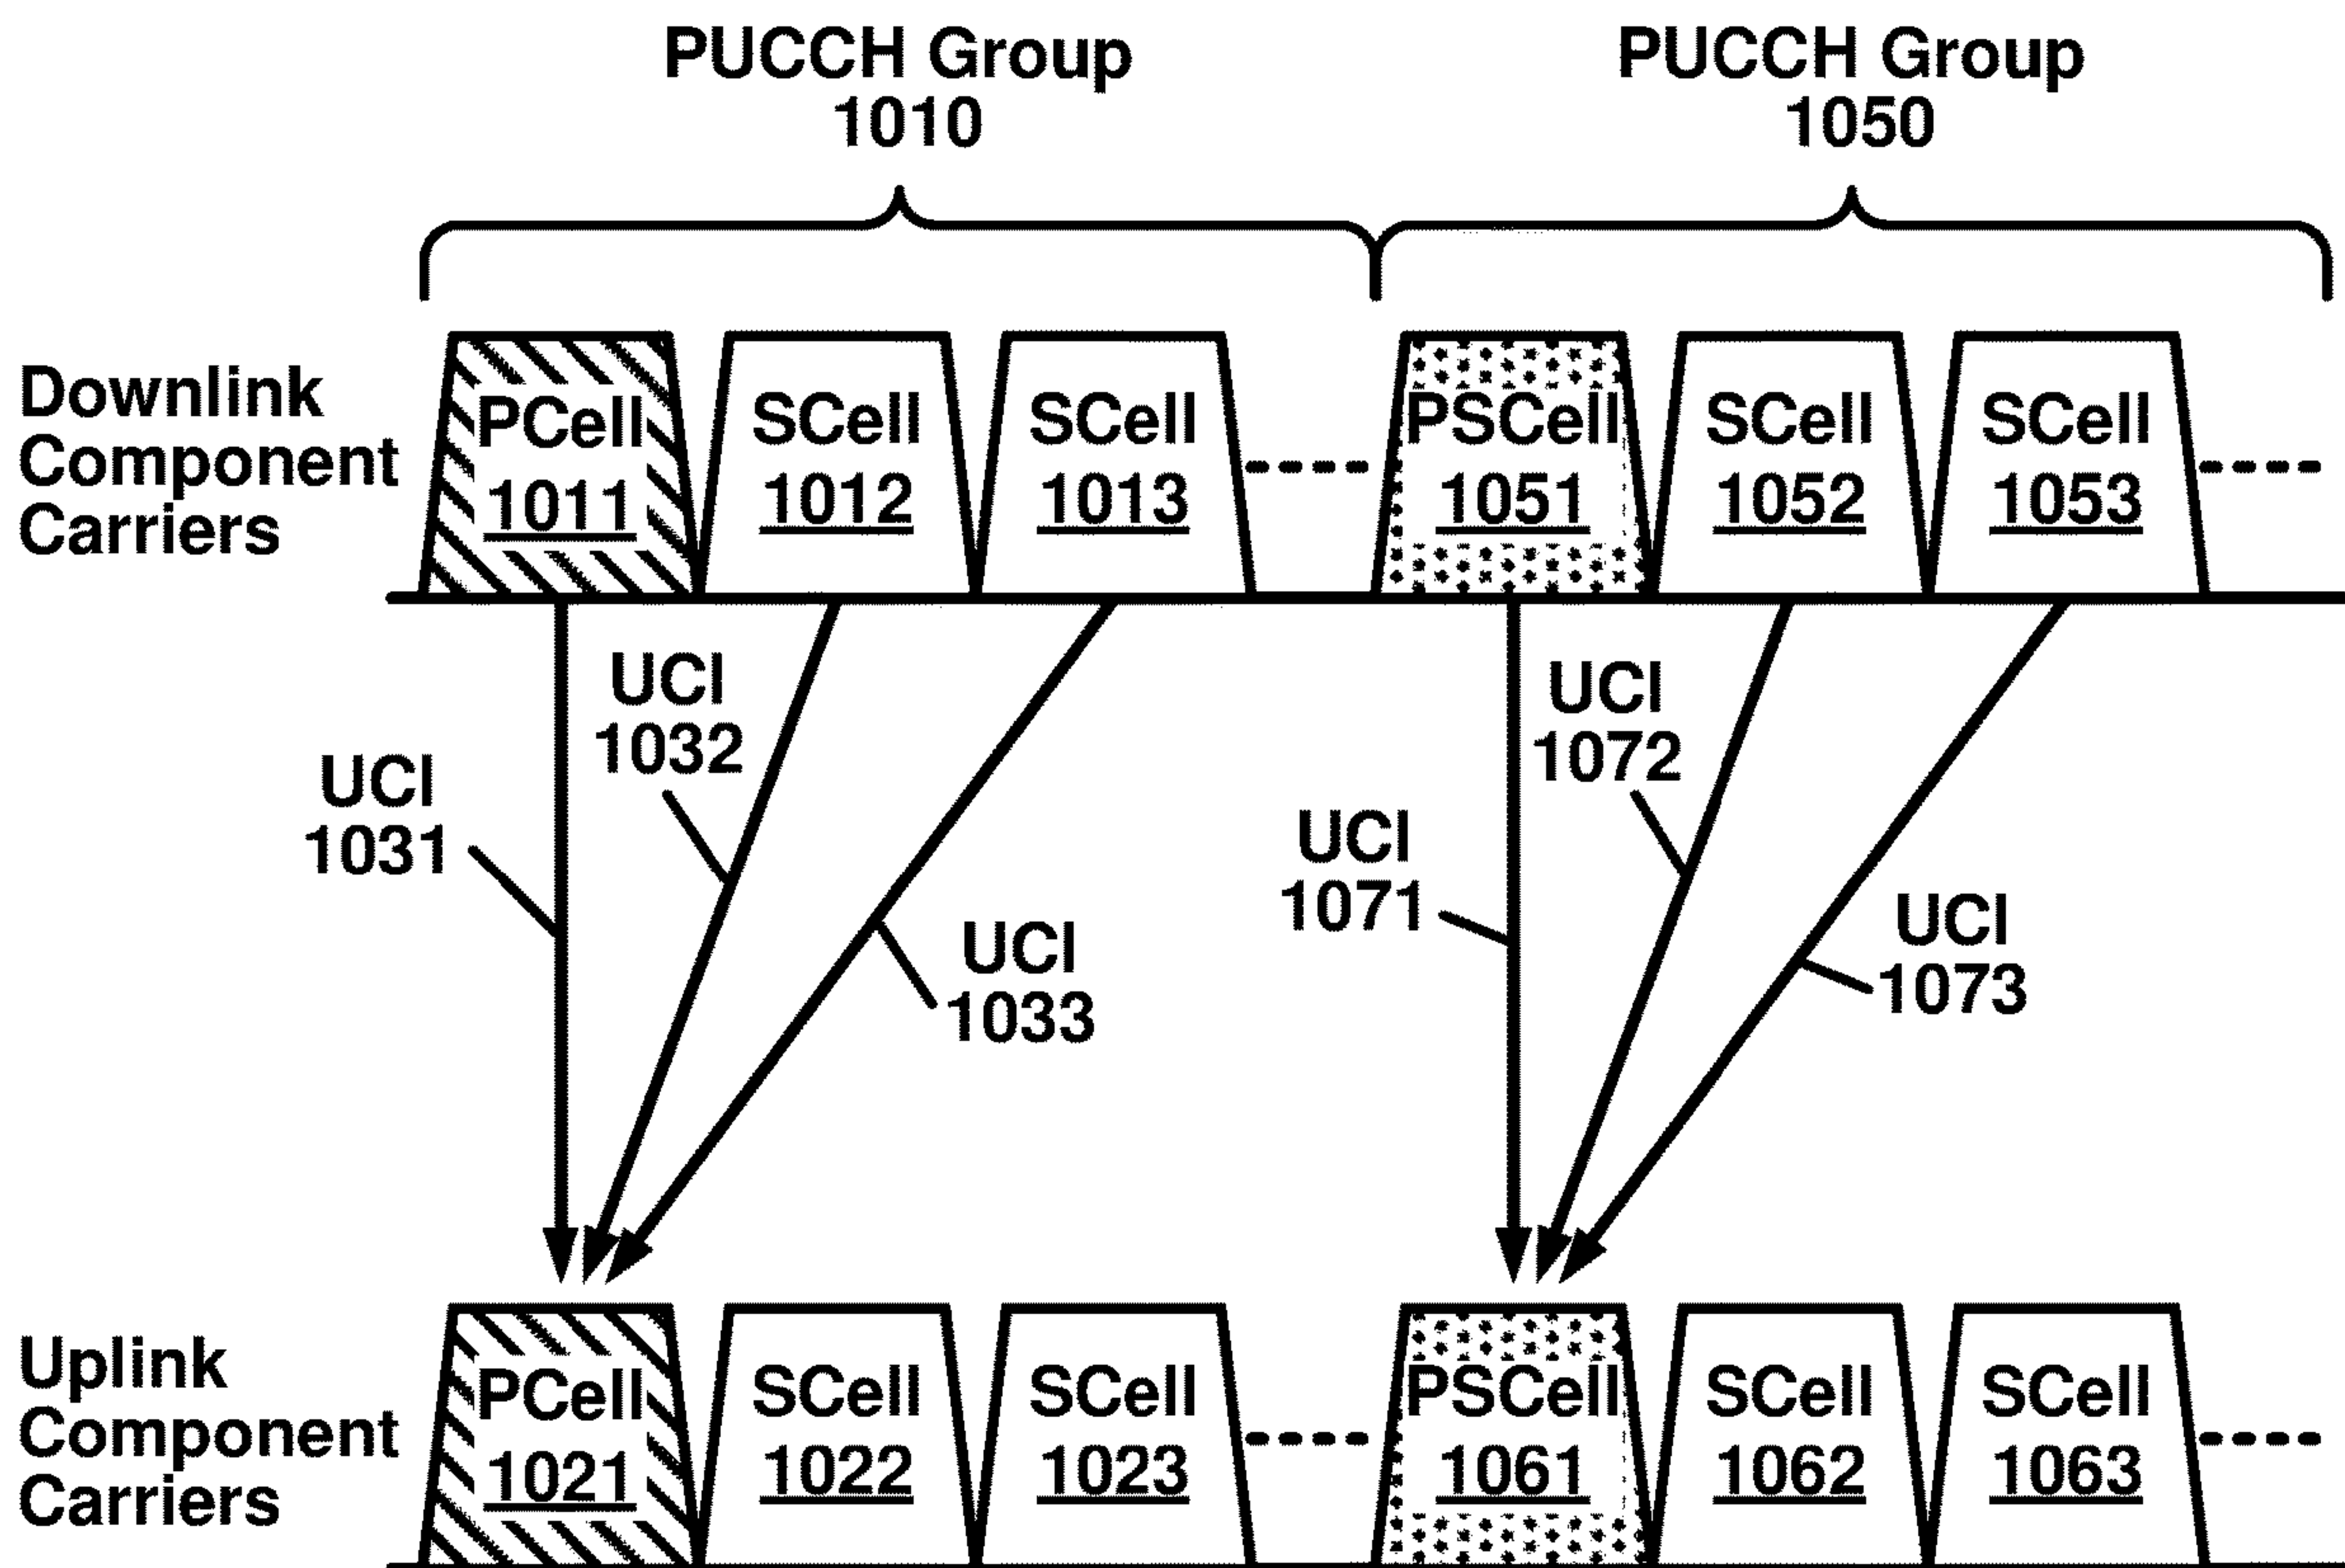 PUCCH Group
1010
PUCCH Group
1050
Downlink
Component
Carriers
PCell
1011
SCell
1012
SCell
1013
PSCell
1051
SCell
1052
SCell
1053
UCI
1031
UCI
1032
UCI
1033
UCI
1071
UCI
1072
UCI
1073
Uplink
Component
Carriers
PCell
1021
SCell
1022
SCell
1023
PSCell
1061
SCell
1062
SCell
1063